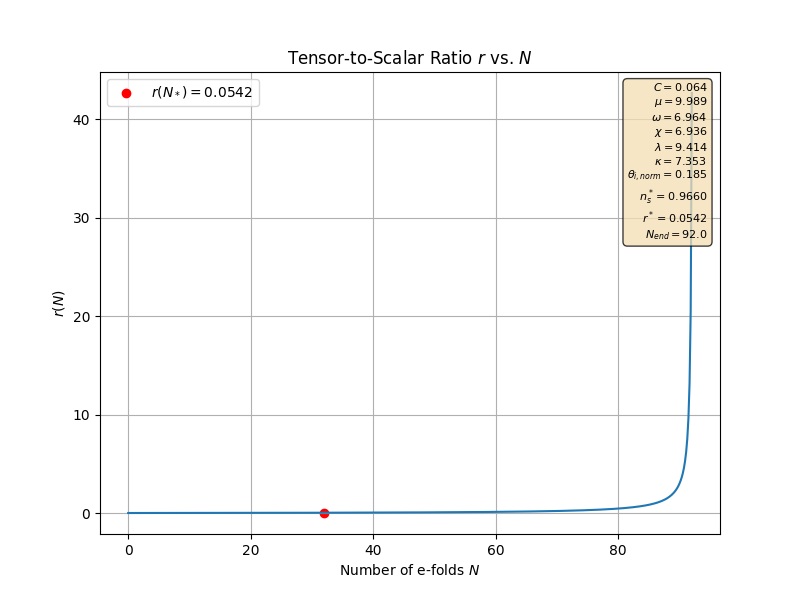 Tensor-to-Scalar Ratio r vs. N
r(N*) = 0.0542
C = 0.064
μ = 9.989
ω = 6.964
χ = 6.936
λ = 9.414
κ = 7.353
θi,norm = 0.185
ns* = 0.9660
r* = 0.0542
Nend = 92.0
r(N)
40
30
20
10
0
0 20 40 60 80
Number of e-folds N